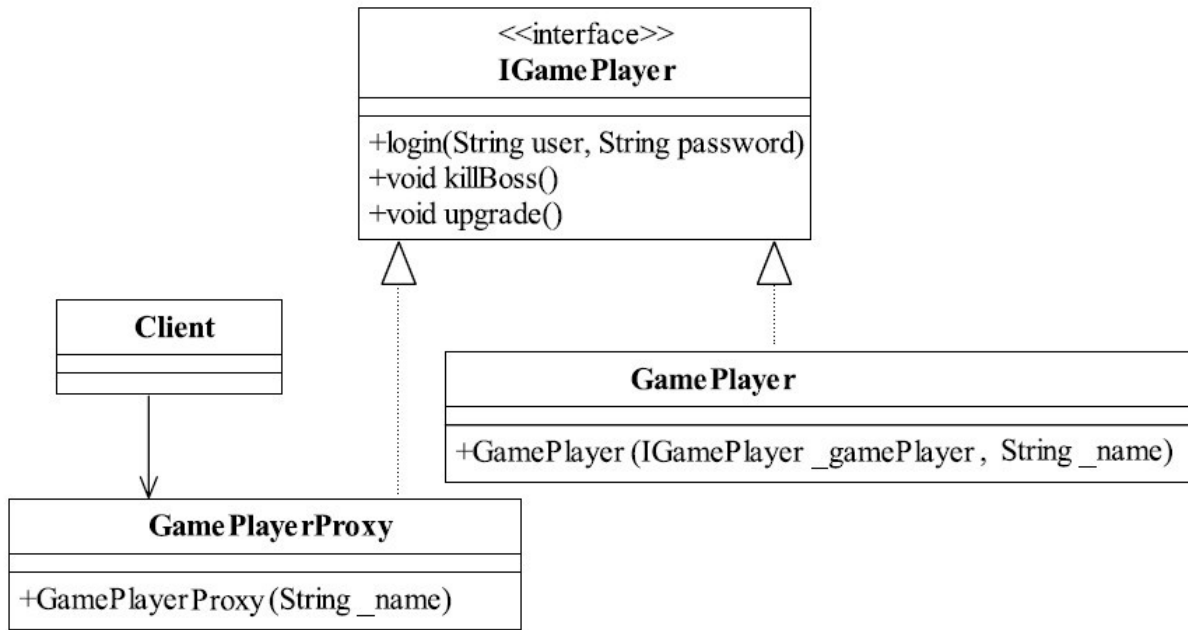 <<interface>>
IGamePlayer
+login(String user, String password)
+void killBoss()
+void upgrade()
Client
GamePlayer
+GamePlayer(IGamePlayer _gamePlayer, String _name)
GamePlayerProxy
+GamePlayerProxy(String _name)